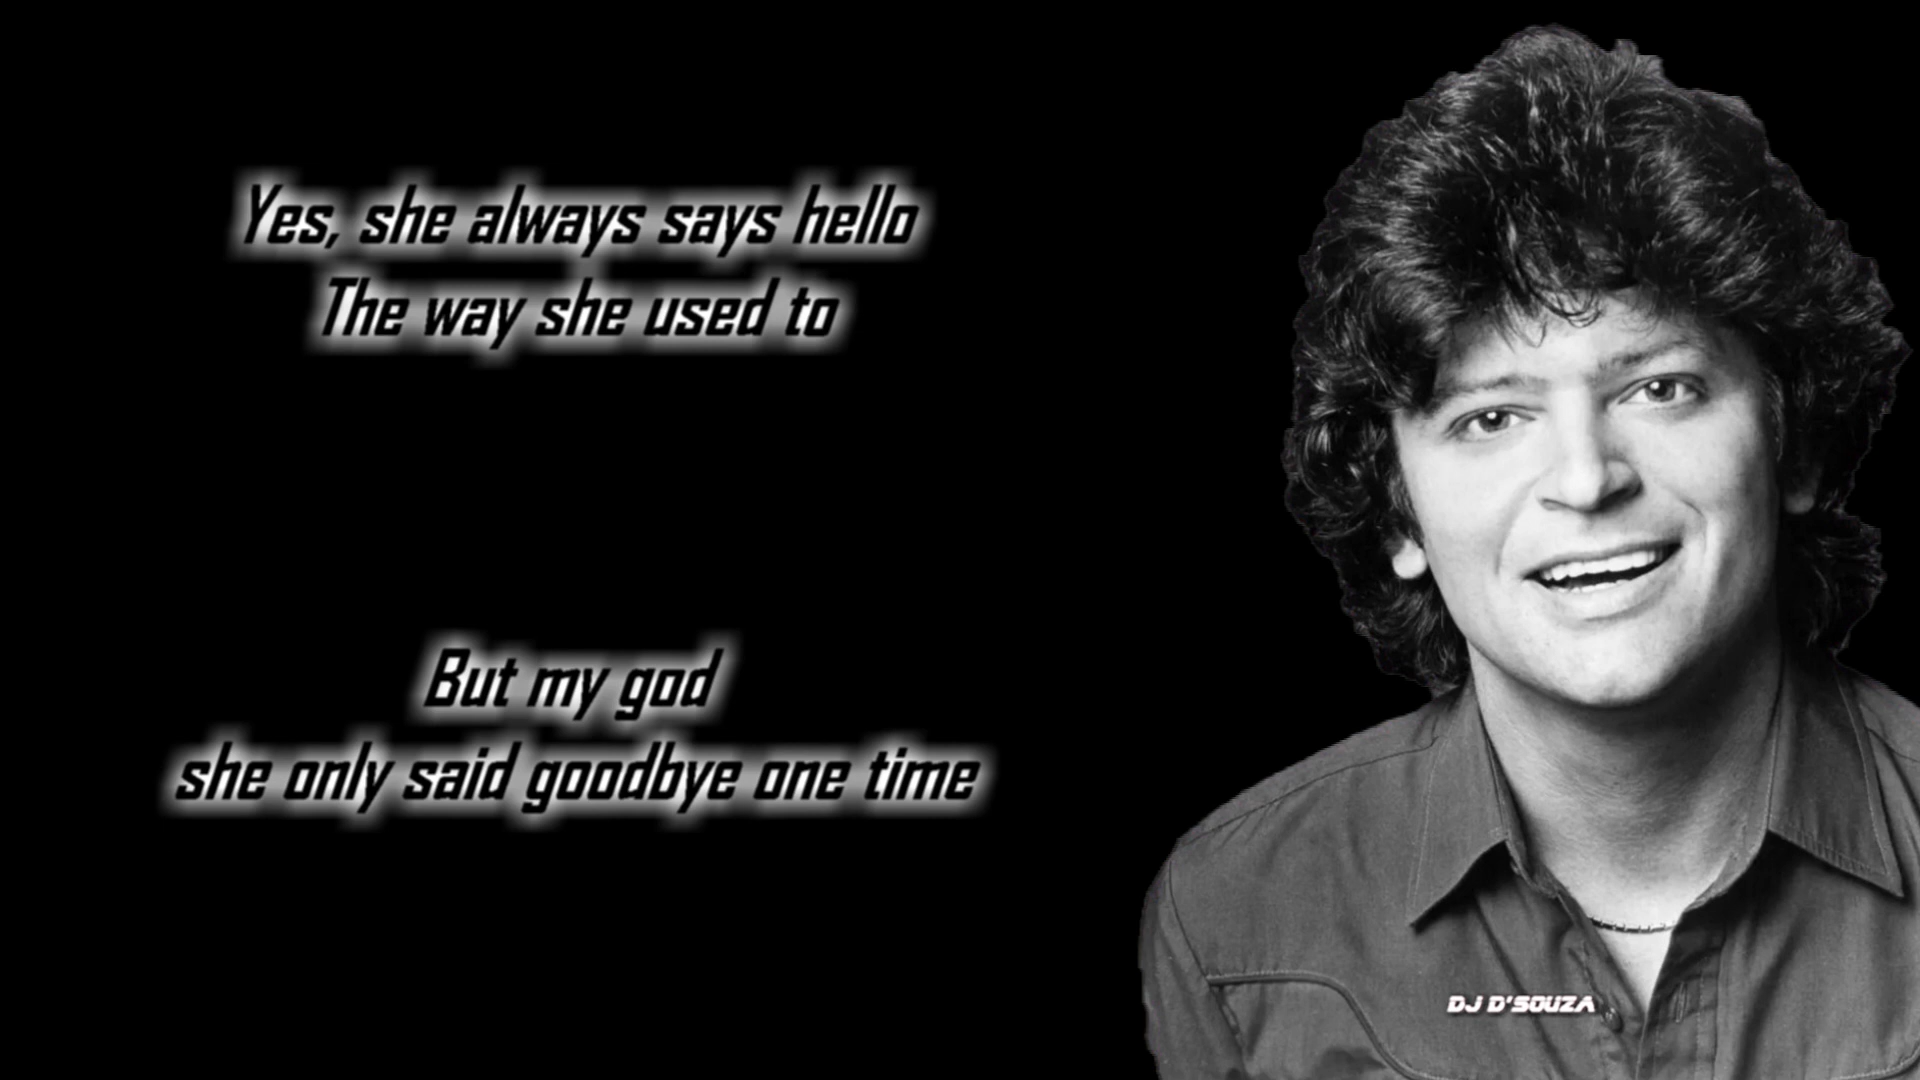 Yes, she always says hello
The way she used to
But my god
she only said goodbye one time
DJ D'SOUZA